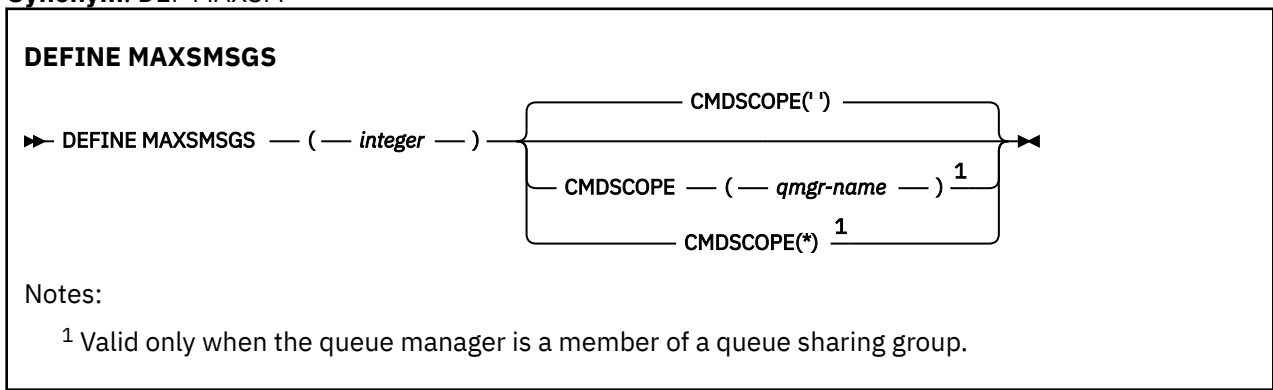 DEFINE MAXSMSGS
CMDSCOPE(' ')
DEFINE MAXSMSGS ( integer )
CMDSCOPE ( qmgr-name ) 1
CMDSCOPE(*) 1
Notes:
1 Valid only when the queue manager is a member of a queue sharing group.